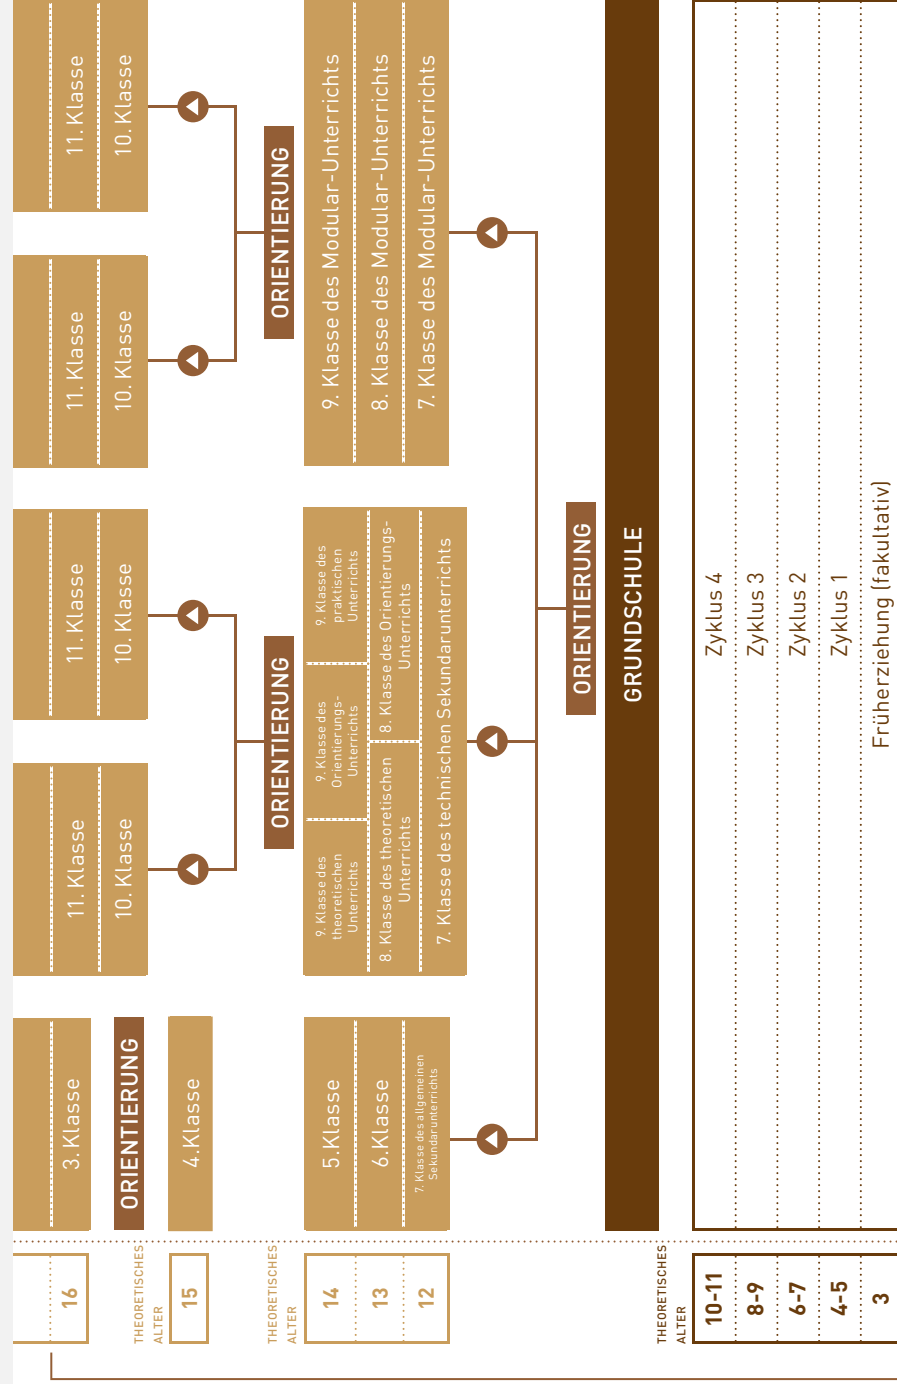 16
3. Klasse
11. Klasse
11. Klasse
11. Klasse
11. Klasse
ORIENTIERUNG
10. Klasse
10. Klasse
10. Klasse
10. Klasse
THEORETISCHES
ALTER
15
4.Klasse
THEORETISCHES
ALTER
ORIENTIERUNG
ORIENTIERUNG
14
13
12
5.Klasse
6.Klasse
7. Klasse des allgemeinen
Sekundarunterrichts
9. Klasse des
theoretischen
Unterrichts
9. Klasse des
Orientierungs-
Unterrichts
9. Klasse des
praktischen
Unterrichts
8. Klasse des theoretischen
Unterrichts
8. Klasse des Orientierungs-
Unterrichts
7. Klasse des technischen Sekundarunterrichts
9. Klasse des Modular-Unterrichts
8. Klasse des Modular-Unterrichts
7. Klasse des Modular-Unterrichts
ORIENTIERUNG
GRUNDSCHULE
THEORETISCHES
ALTER
10-11
Zyklus 4
8-9
Zyklus 3
6-7
Zyklus 2
4-5
Zyklus 1
3
Früherziehung (fakultativ)